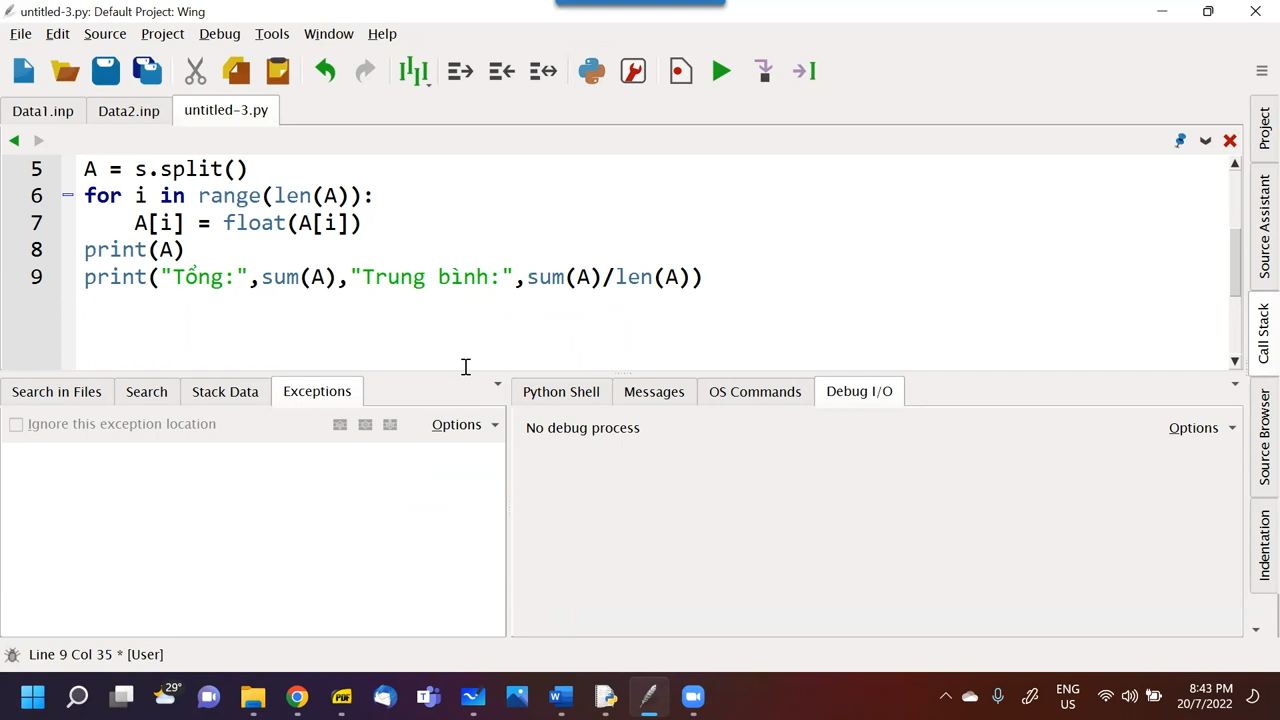 untitled-3.py: Default Project: Wing
File Edit Source Project Debug Tools Window Help
Data1.inp Data2.inp untitled-3.py
5 A = s.split()
6 for i in range(len(A)):
7 A[i] = float(A[i])
8 print(A)
9 print("Tổng:",sum(A),"Trung bình:",sum(A)/len(A))
Project
Source Assistant
Call Stack
Source Browser
Indentation
Search in Files Search Stack Data Exceptions
Ignore this exception location Options
Python Shell Messages OS Commands Debug I/O
No debug process Options
Line 9 Col 35 * [User]
29°
PDF
ENG
US
8:43 PM
20/7/2022